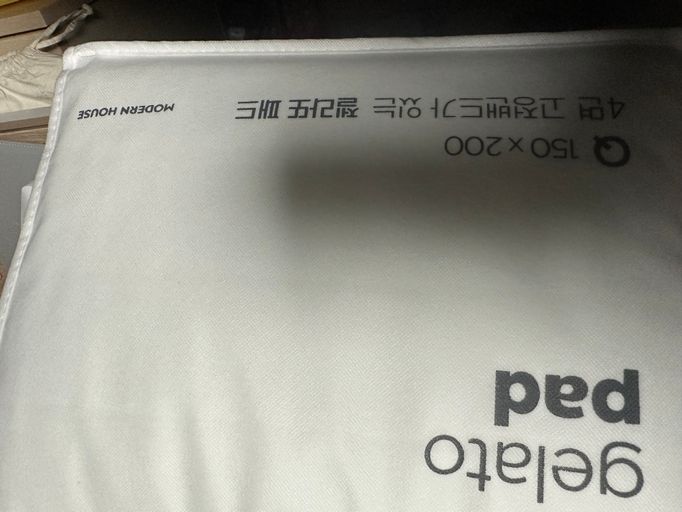 gelato
pad
Q 150 x 200
4면 고정밴드가 있는 젤라또 패드
MODERN HOUSE